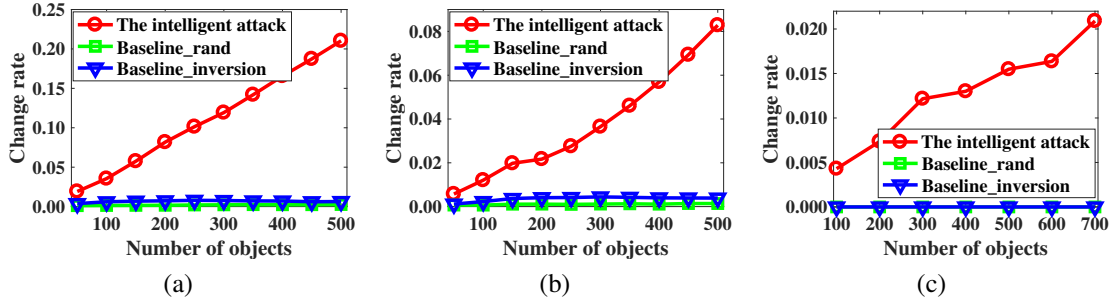 0.25
0.20
0.15
0.10
0.05
0.00
Change rate
The intelligent attack
Baseline_rand
Baseline_inversion
100 200 300 400 500
Number of objects
(a)
0.08
0.06
0.04
0.02
0.00
Change rate
The intelligent attack
Baseline_rand
Baseline_inversion
100 200 300 400 500
Number of objects
(b)
0.020
0.015
0.010
0.005
0.000
Change rate
The intelligent attack
Baseline_rand
Baseline_inversion
100 200 300 400 500 600 700
Number of objects
(c)